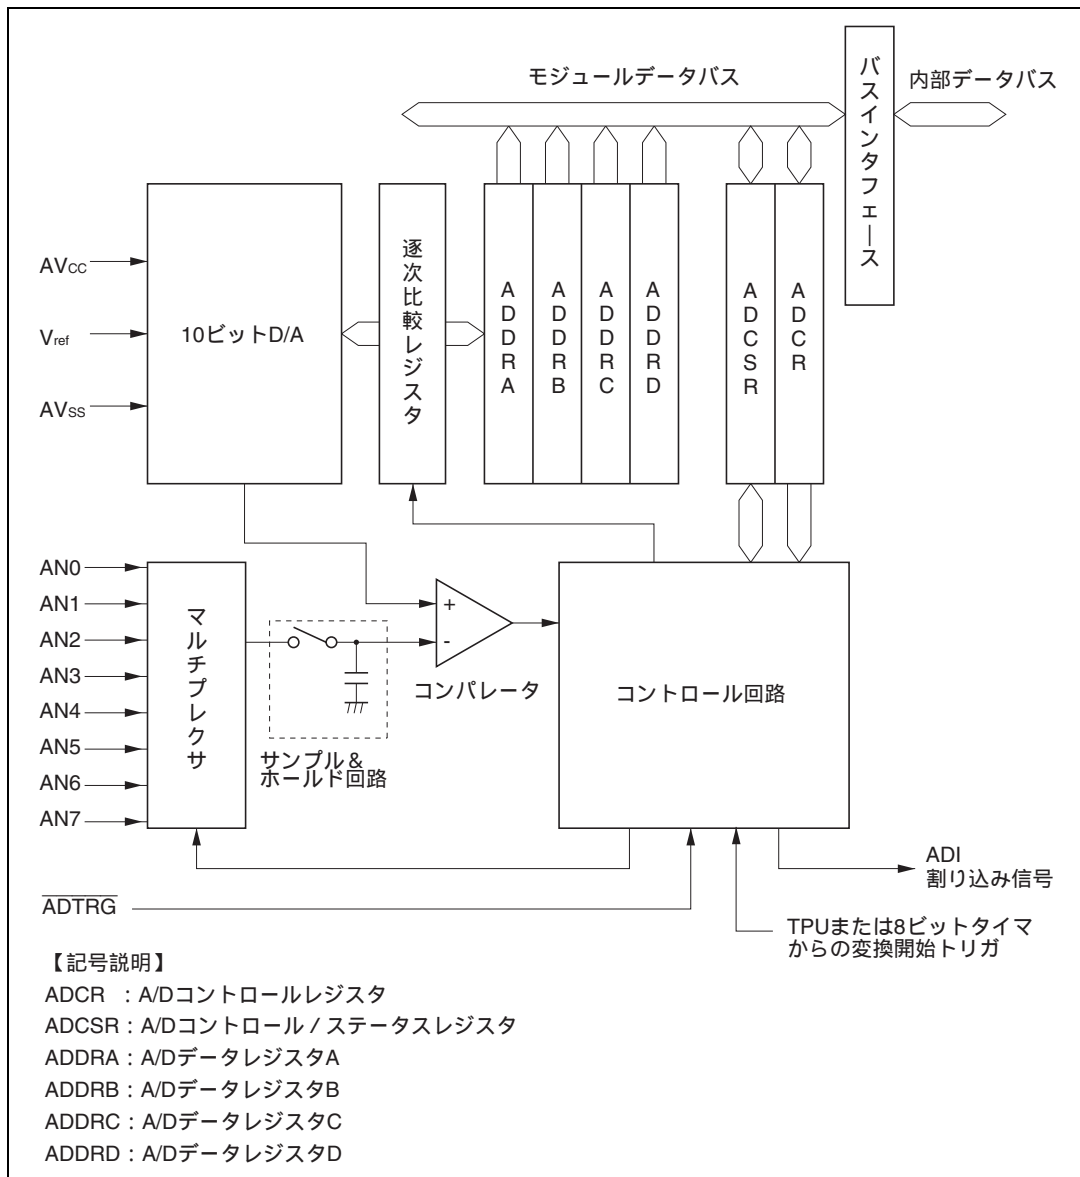 モジュールデータバス
バスインタフェース
内部データバス
AVCC
Vref
AVSS
10ビットD/A
逐次比較レジスタ
ADDRA
ADDRB
ADDRC
ADDRD
ADCSR
ADCR
AN0
AN1
AN2
AN3
AN4
AN5
AN6
AN7
マルチプレクサ
サンプル&
ホールド回路
+
-
コンパレータ
コントロール回路
ADI
割り込み信号
ADTRG
TPUまたは8ビットタイマ
からの変換開始トリガ
【記号説明】
ADCR :A/Dコントロールレジスタ
ADCSR:A/Dコントロール/ステータスレジスタ
ADDRA:A/DデータレジスタA
ADDRB:A/DデータレジスタB
ADDRC:A/DデータレジスタC
ADDRD:A/DデータレジスタD